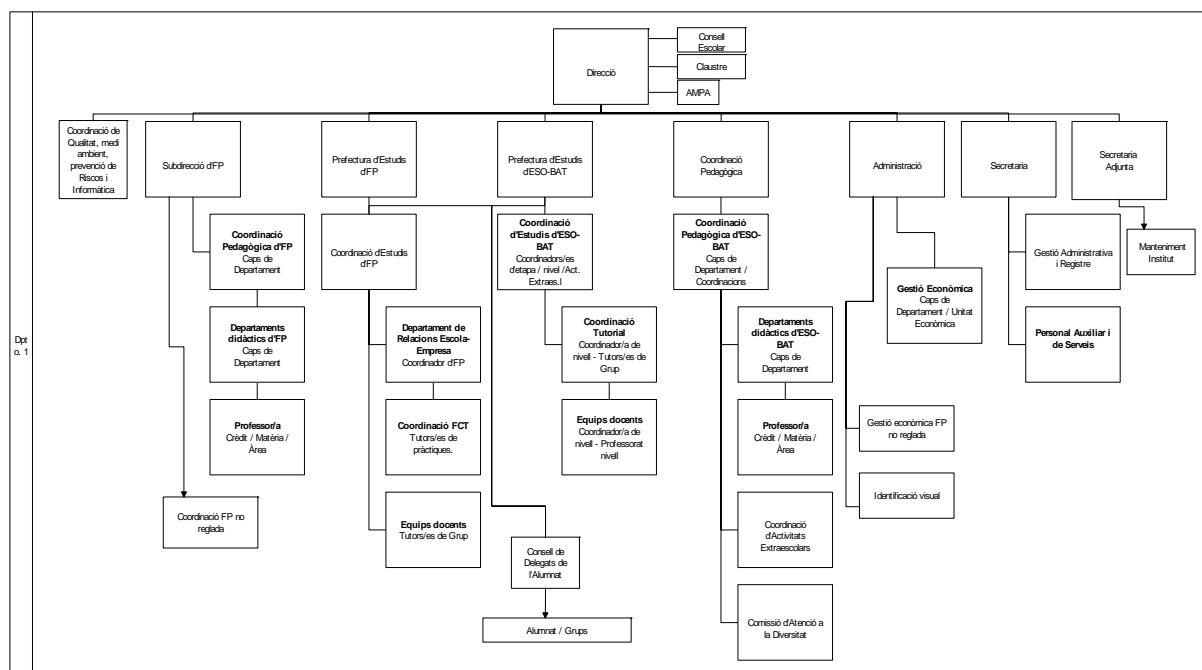 Consell
Escolar
Direcciò
Claustre
AMPA
Coordinació de
Qualitat, medi
ambient,
prevenció de
Riscos i
Informàtica
Subdirecció d'FP
Prefectura d'Estudis
d'FP
Prefectura d'Estudis
d'ESO-BAT
Coordinació
Pedagògica
Administració
Secretaria
Secretaria
Adjunta
Coordinació
Pedagògica d'FP
Caps de
Departament
Coordinació d'Estudis
d'FP
Coordinació
d'Estudis d'ESO-
BAT
Coordinadors/es
d'etapa / nivel /Act.
Extraes.l
Coordinació
Pedagògica d'ESO-
BAT
Caps de
Departament /
Coordinacions
Gestió Econòmica
Caps de
Departament / Unitat
Econòmica
Gestió Administrativa
i Registre
Manteniment
Institut
Dpt
o. 1
Departaments
didàctics d'FP
Caps de
Departament
Departament de
Relacions Escola-
Empresa
Coordinador d'FP
Coordinació
Tutorial
Coordinador/a de
nivell - Tutors/es de
Grup
Departaments
didàctics d'ESO-
BAT
Caps de
Departament
Personal Auxiliar i
de Serveis
Professor/a
Crèdit / Matèria /
Àrea
Coordinació FCT
Tutors/es de
pràctiques.
Equips docents
Coordinador/a de
nivell - Professorat
nivell
Professor/a
Crèdit / Matèria /
Àrea
Gestió econòmica FP
no reglada
Identificació visual
Coordinació FP no
reglada
Equips docents
Tutors/es de Grup
Consell de
Delegats de
l'Alumnat
Coordinació
d'Activitats
Extraescolars
Alumnat / Grups
Comissió d'Atenció a
la Diversitat